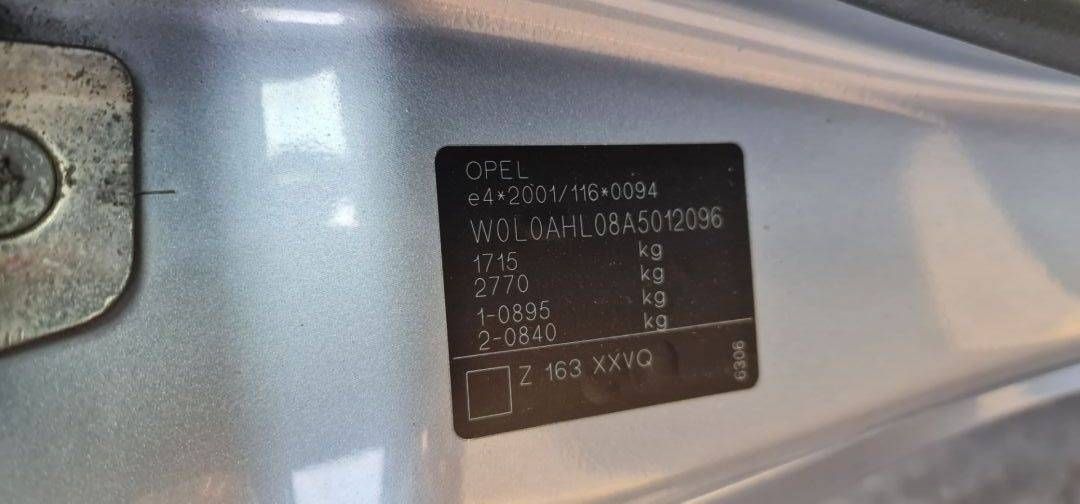 OPEL
e4*2001/116*0094
W0L0AHL08A5012096
1715 kg
2770 kg
1-0895 kg
2-0840 kg
Z 163 XXVQ
6306